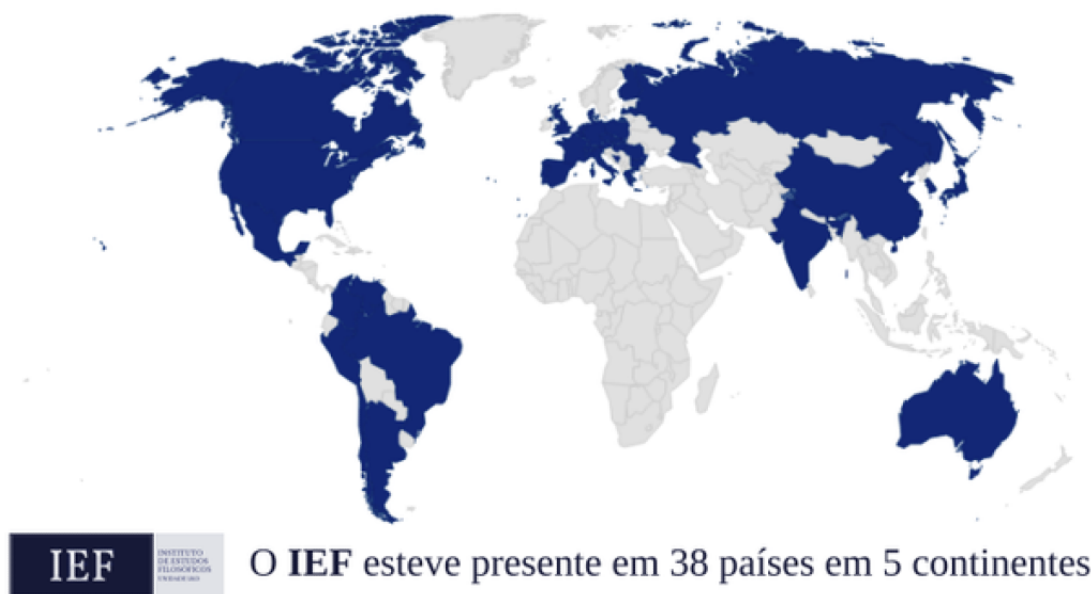 IEF
INSTITUTO
DE ESTUDOS
FILOSÓFICOS
O IEF esteve presente em 38 países em 5 continentes